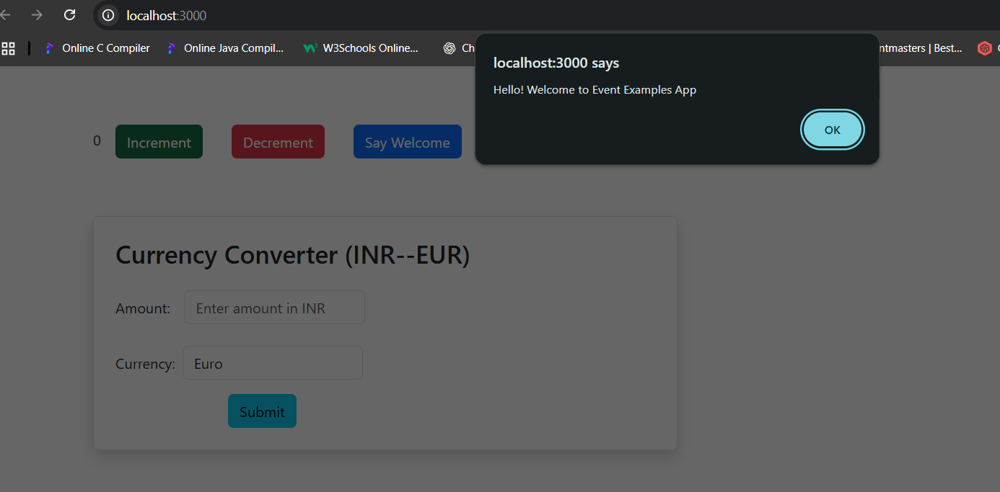 localhost:3000
Online C Compiler Online Java Compil... W3Schools Online... Ch ntmasters | Best...
localhost:3000 says
Hello! Welcome to Event Examples App
OK
0 Increment Decrement Say Welcome
Currency Converter (INR--EUR)
Amount: Enter amount in INR
Currency: Euro
Submit